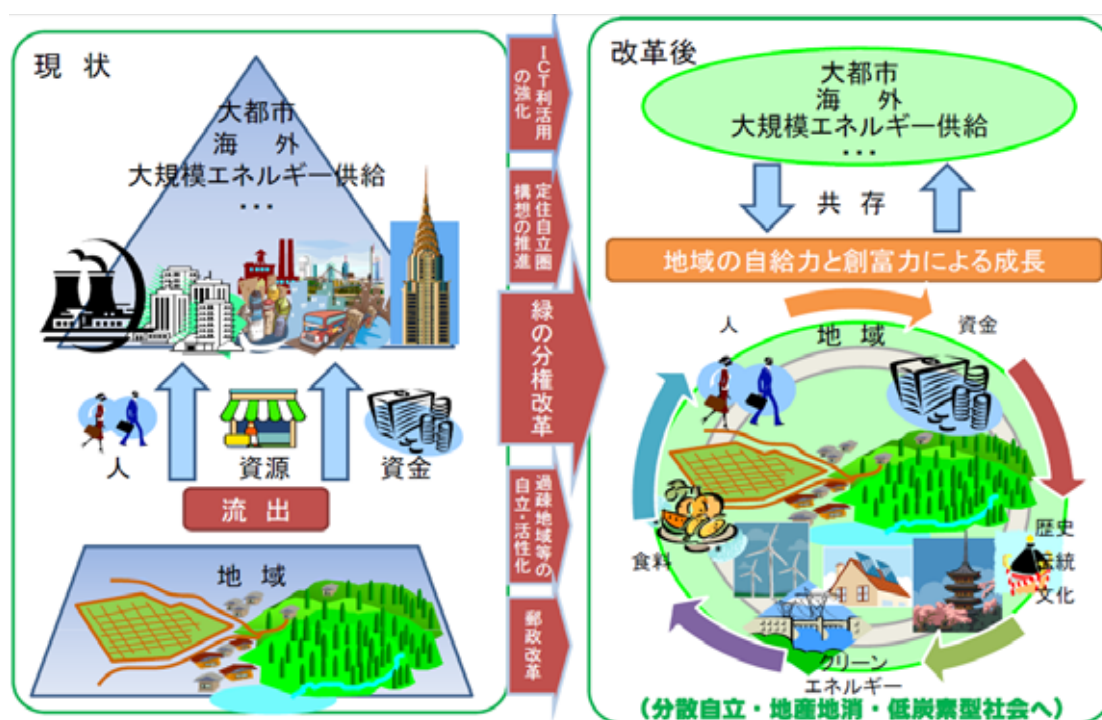 現 状
大都市
海 外
大規模エネルギー供給
・・・
人
資源
資金
流 出
地 域
ICT利活用
の強化
定住自立圏
構想の推進
緑の分権改革
過疎地域等の
自立・活性化
郵政改革
改革後
大都市
海 外
大規模エネルギー供給
・・・
共 存
地域の自給力と創富力による成長
人
地 域
資金
食料
歴史
伝統
文化
クリーン
エネルギー
(分散自立・地産地消・低炭素型社会へ)